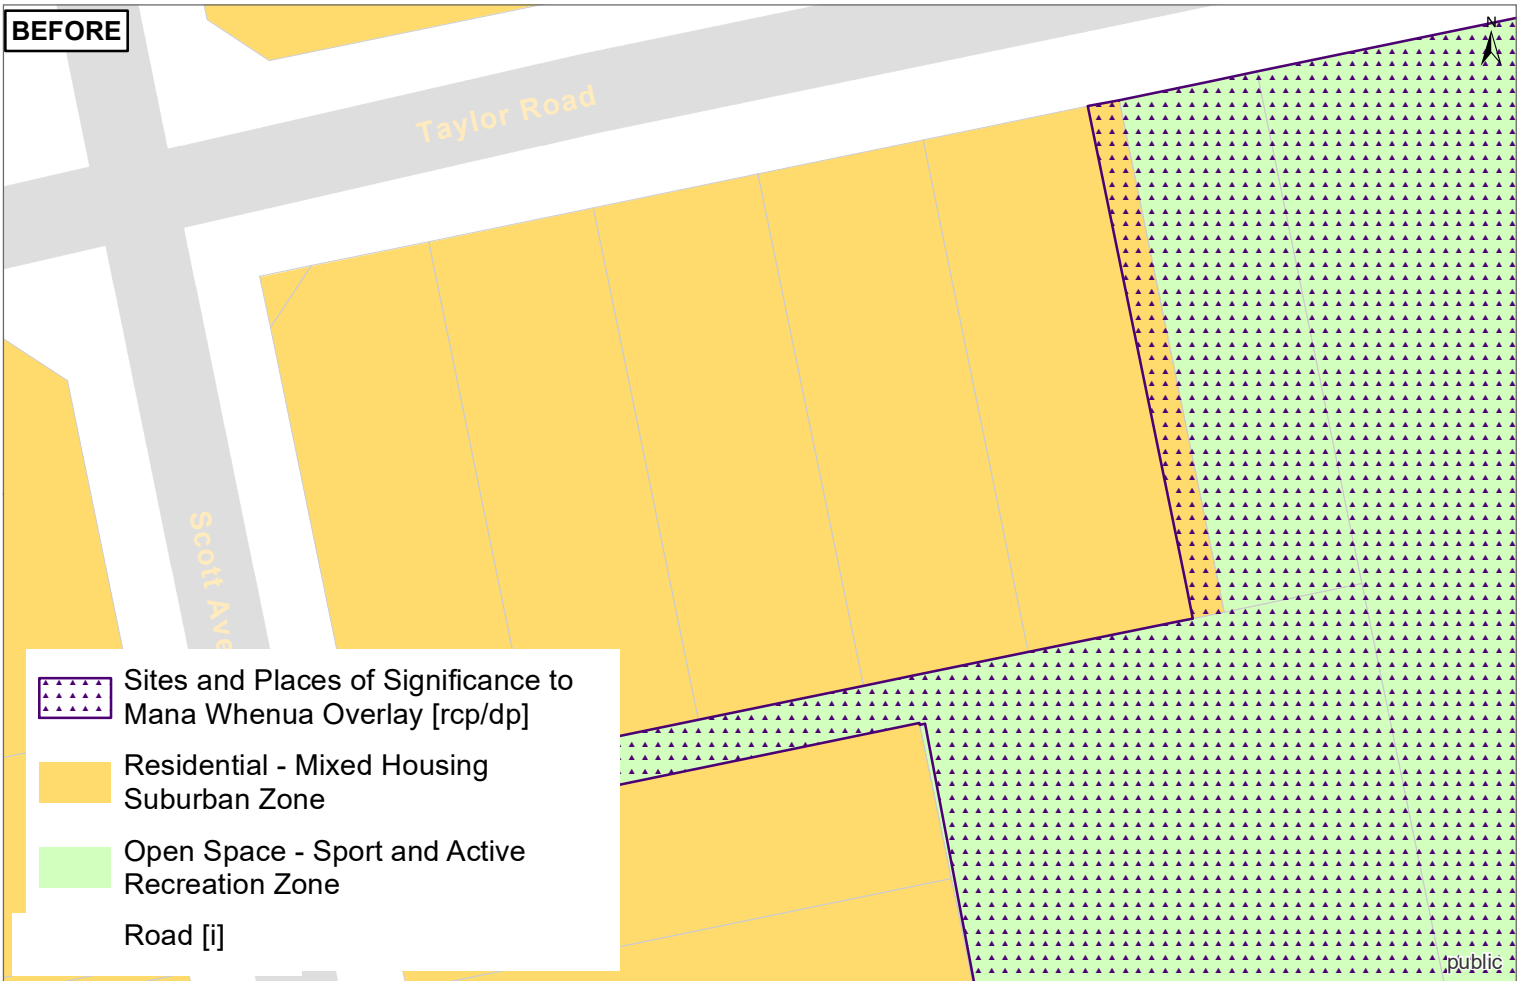 BEFORE
N
Taylor Road
Scott Ave
Sites and Places of Significance to
Mana Whenua Overlay [rcp/dp]
Residential - Mixed Housing
Suburban Zone
Open Space - Sport and Active
Recreation Zone
Road [i]
public